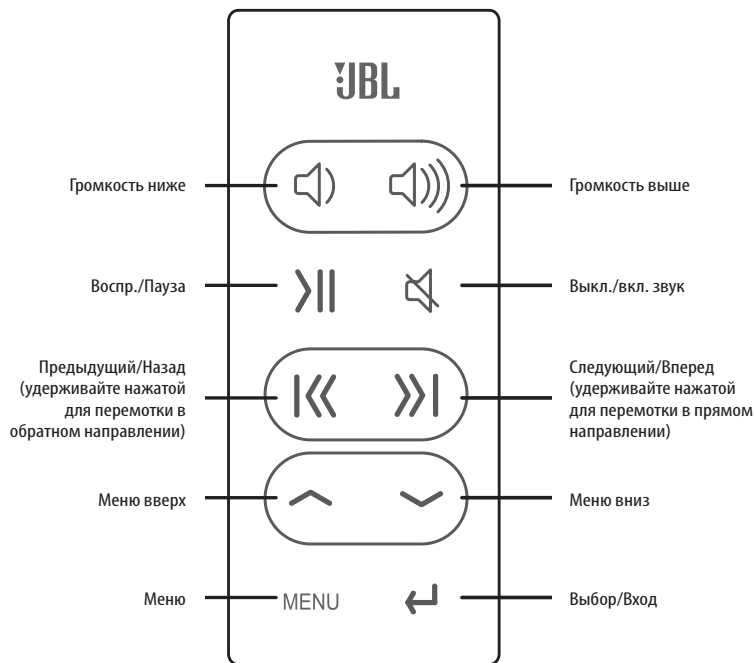 JBL
Громкость ниже
Громкость выше
Воспр./Пауза
Выкл./вкл. звук
Предыдущий/Назад
(удерживайте нажатой
для перемотки в
обратном направлении)
Следующий/Вперед
(удерживайте нажатой
для перемотки в прямом
направлении)
Меню вверх
Меню вниз
Меню
MENU
Выбор/Вход